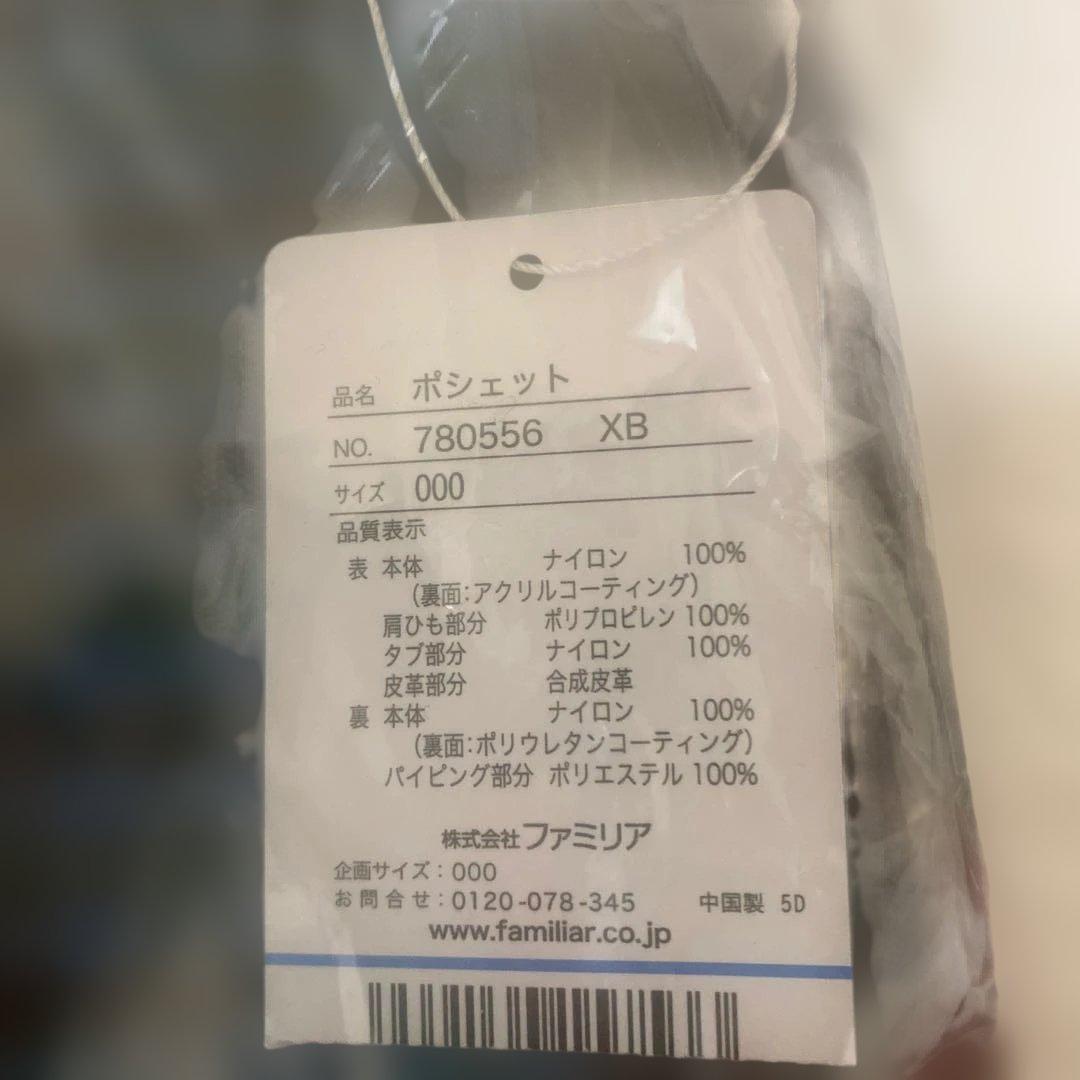 品名 ポシェット
NO. 780556 XB
サイズ 000
品質表示
表 本体 ナイロン 100%
(裏面:アクリルコーティング)
肩ひも部分 ポリプロピレン 100%
タブ部分 ナイロン 100%
皮革部分 合成皮革
裏 本体 ナイロン 100%
(裏面:ポリウレタンコーティング)
パイピング部分 ポリエステル 100%
株式会社ファミリア
企画サイズ:000
お問合せ:0120-078-345 中国製 5D
www.familiar.co.jp